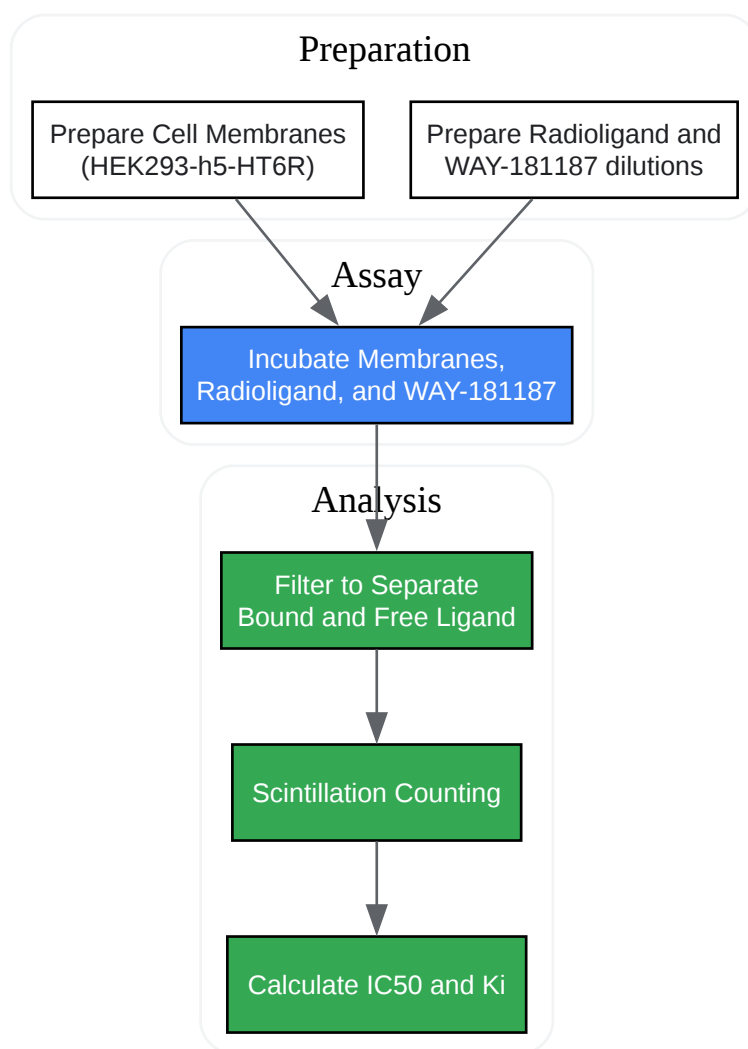 Preparation
Prepare Cell Membranes
(HEK293-h5-HT6R)
Prepare Radioligand and
WAY-181187 dilutions
Assay
Incubate Membranes,
Radioligand, and WAY-181187
Analysis
Filter to Separate
Bound and Free Ligand
Scintillation Counting
Calculate IC50 and Ki